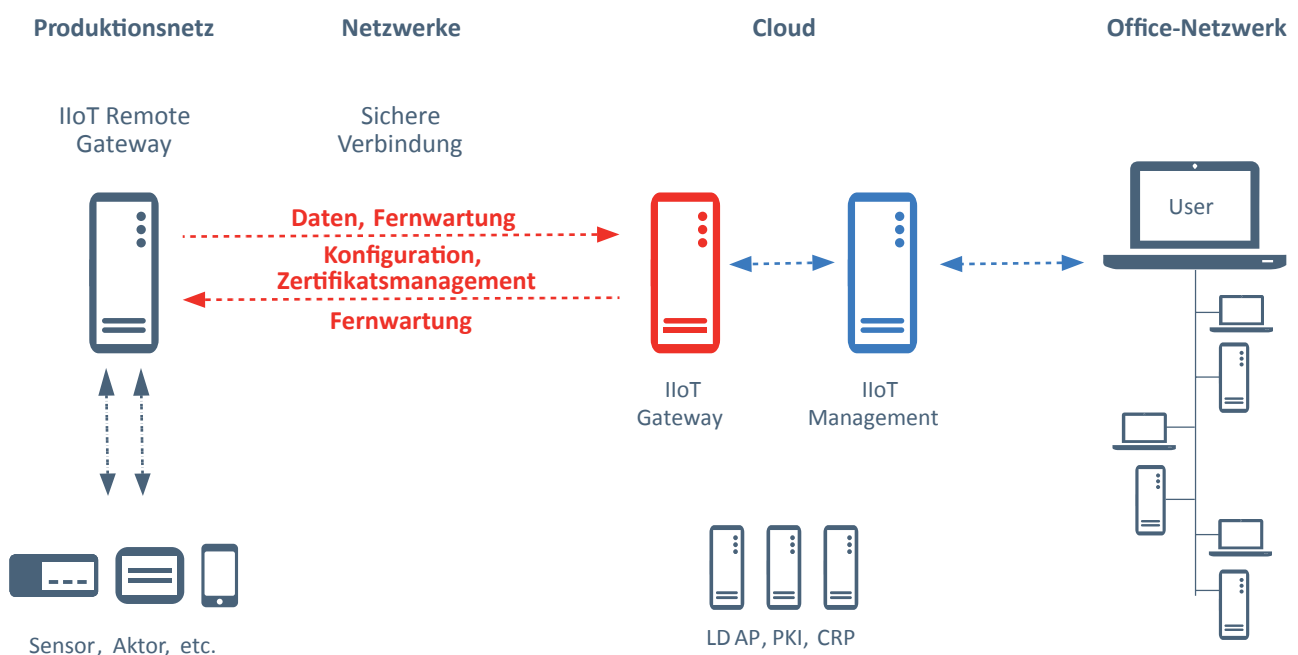 Produktionsnetz
Netzwerke
Cloud
Office-Netzwerk
IIoT Remote
Gateway
Sichere
Verbindung
Daten, Fernwartung
Konfiguration,
Zertifikatsmanagement
Fernwartung
User
IIoT
Gateway
IIoT
Management
Sensor, Aktor, etc.
LD AP, PKI, CRP